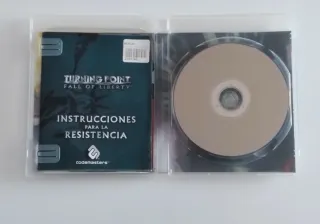 TURNING POINT
FALL OF LIBERTY
INSTRUCCIONES
PARA LA
RESISTENCIA
codemasters